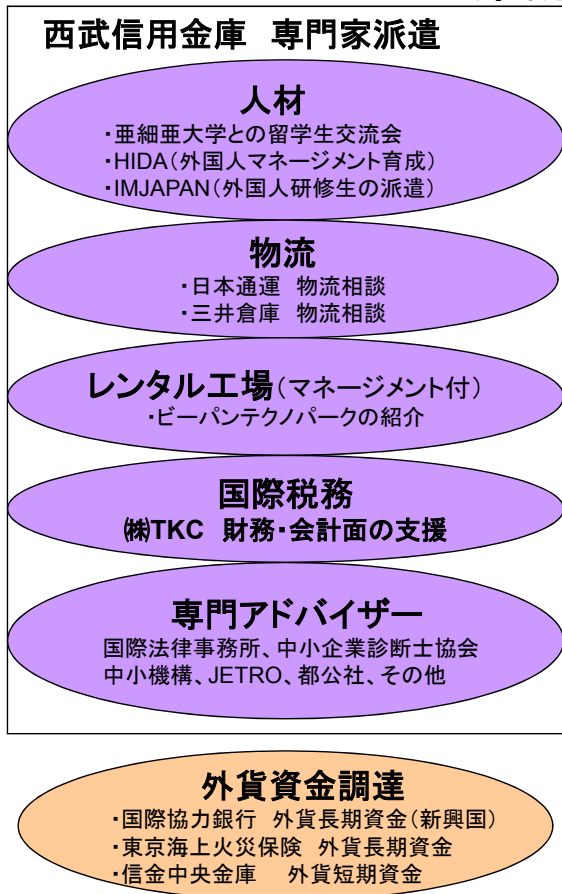 西武信用金庫 専門家派遣
人材
・亜細亜大学との留学生交流会
・HIDA(外国人マネージメント育成)
・IMJAPAN(外国人研修生の派遣)
物流
・日本通運 物流相談
・三井倉庫 物流相談
レンタル工場(マネージメント付)
・ビーパンテクノパークの紹介
国際税務
㈱TKC 財務・会計面の支援
専門アドバイザー
国際法律事務所、中小企業診断士協会
中小機構、JETRO、都公社、その他
外貨資金調達
・国際協力銀行 外貨長期資金(新興国)
・東京海上火災保険 外貨長期資金
・信金中央金庫 外貨短期資金